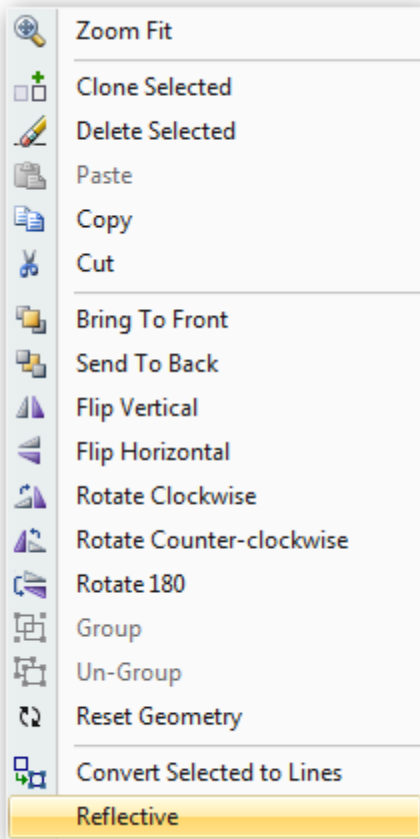 Zoom Fit
Clone Selected
Delete Selected
Paste
Copy
Cut
Bring To Front
Send To Back
Flip Vertical
Flip Horizontal
Rotate Clockwise
Rotate Counter-clockwise
Rotate 180
Group
Un-Group
Reset Geometry
Convert Selected to Lines
Reflective